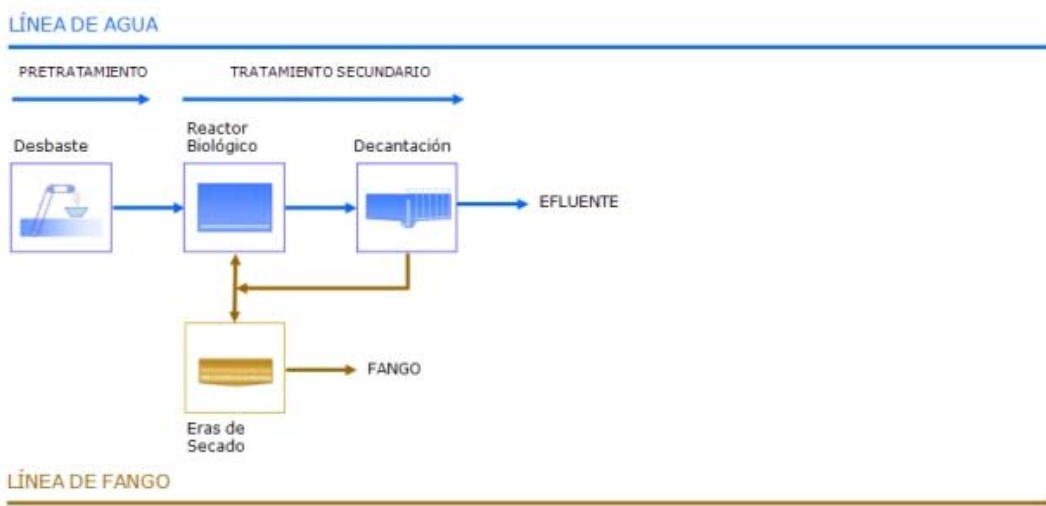 LÍNEA DE AGUA
PRETRATAMIENTO
TRATAMIENTO SECUNDARIO
Desbaste
Reactor
Biológico
Decantación
EFLUENTE
FANGO
Eras de
Secado
LÍNEA DE FANGO